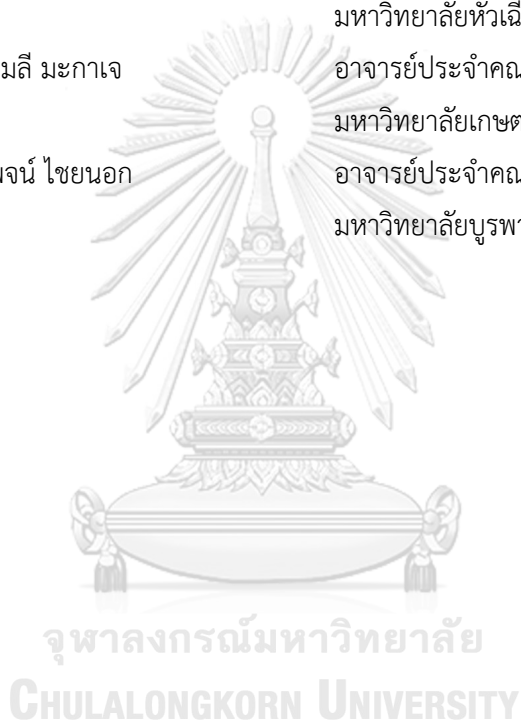 มหาวิทยาลัยหัวเฉี
มลี มะกาเจ อาจารย์ประจำคณ
มหาวิทยาลัยเกษต
พจน์ ไชยนอก อาจารย์ประจำคณ
มหาวิทยาลัยบูรพา
จุฬาลงกรณ์มหาวิทยาลัย
CHULALONGKORN UNIVERSITY